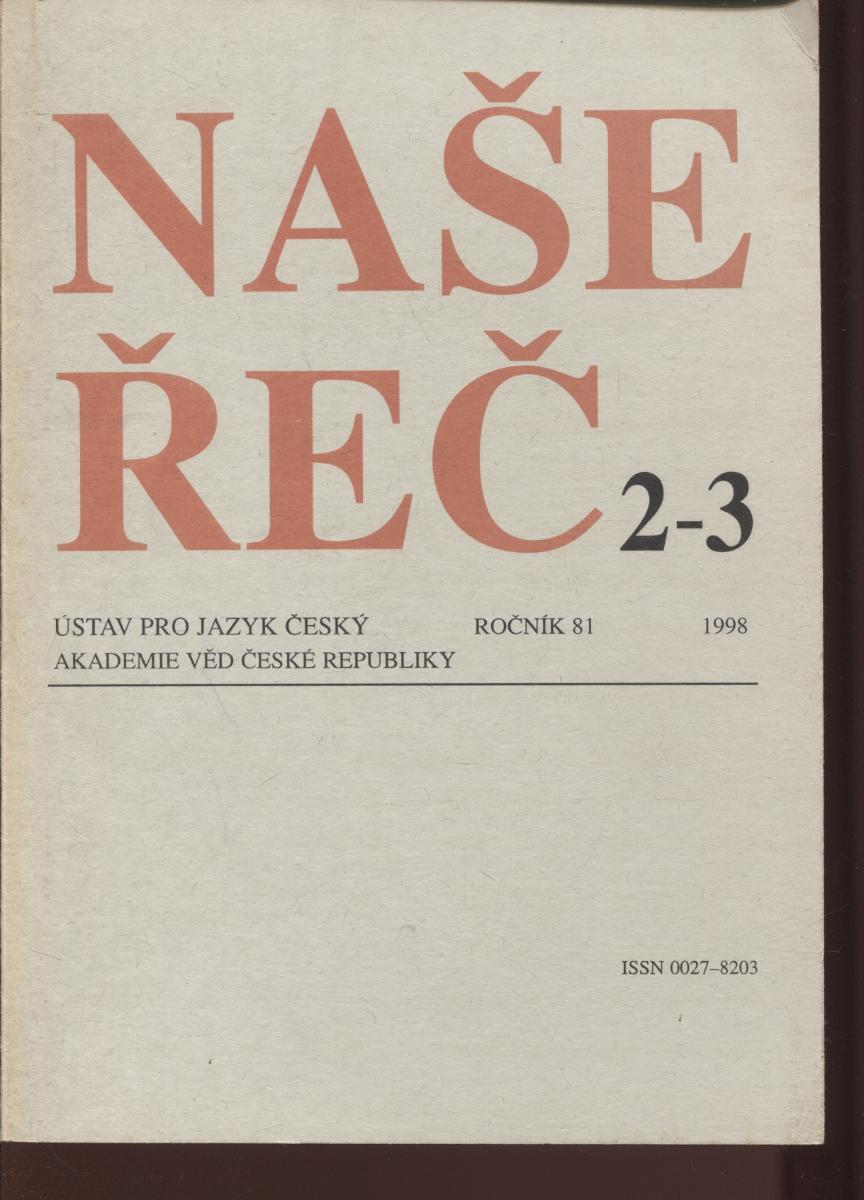 NAŠE
ŘEČ 2-3
ÚSTAV PRO JAZYK ČESKÝ ROČNÍK 81 1998
AKADEMIE VĚD ČESKÉ REPUBLIKY
ISSN 0027–8203